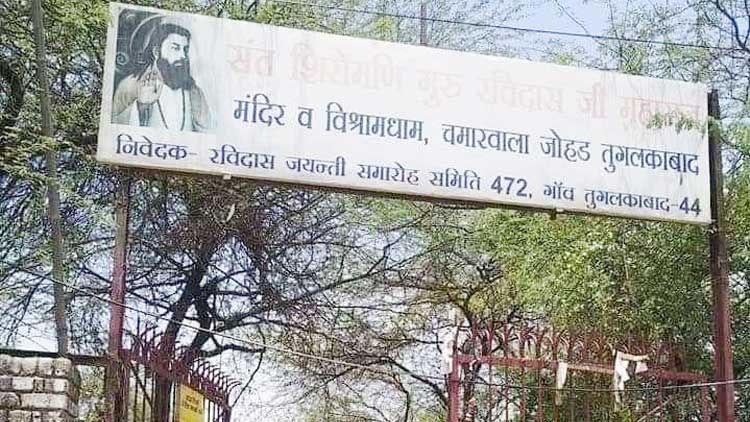 संत शिरोमणि गुरु रविदास जी महाराज
मंदिर व विश्रामधाम, चमारवाला जोहड तुगलकाबाद
निवेदक- रविदास जयन्ती समारोह समिति 472, गाँव तुगलकाबाद-44